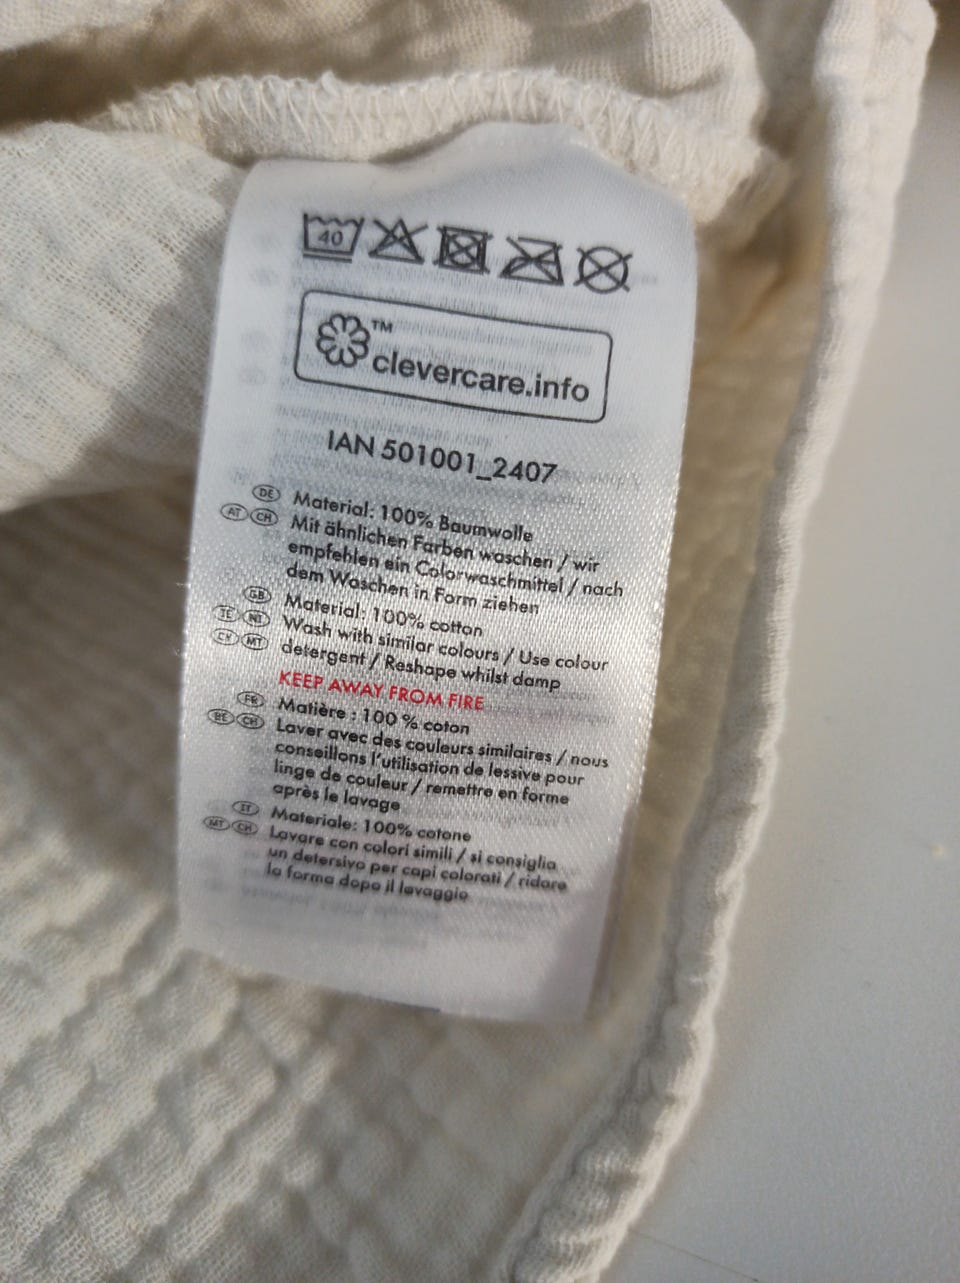 40
™
clevercare.info
IAN 501001_2407
DE Material: 100% Baumwolle
AT CH Mit ähnlichen Farben waschen / wir
empfehlen ein Colorwaschmittel / nach
dem Waschen in Form ziehen
GB Material: 100% cotton
IE NI Wash with similar colours / Use colour
CY MT detergent / Reshape whilst damp
KEEP AWAY FROM FIRE
FR Matière : 100 % coton
BE CH Laver avec des couleurs similaires / nous
conseillons l'utilisation de lessive pour
linge de couleur / remettre en forme
après le lavage
IT Materiale: 100% cotone
MT CH Lavare con colori simili / si consiglia
un detersivo per capi colorati / ridare
la forma dopo il lavaggio